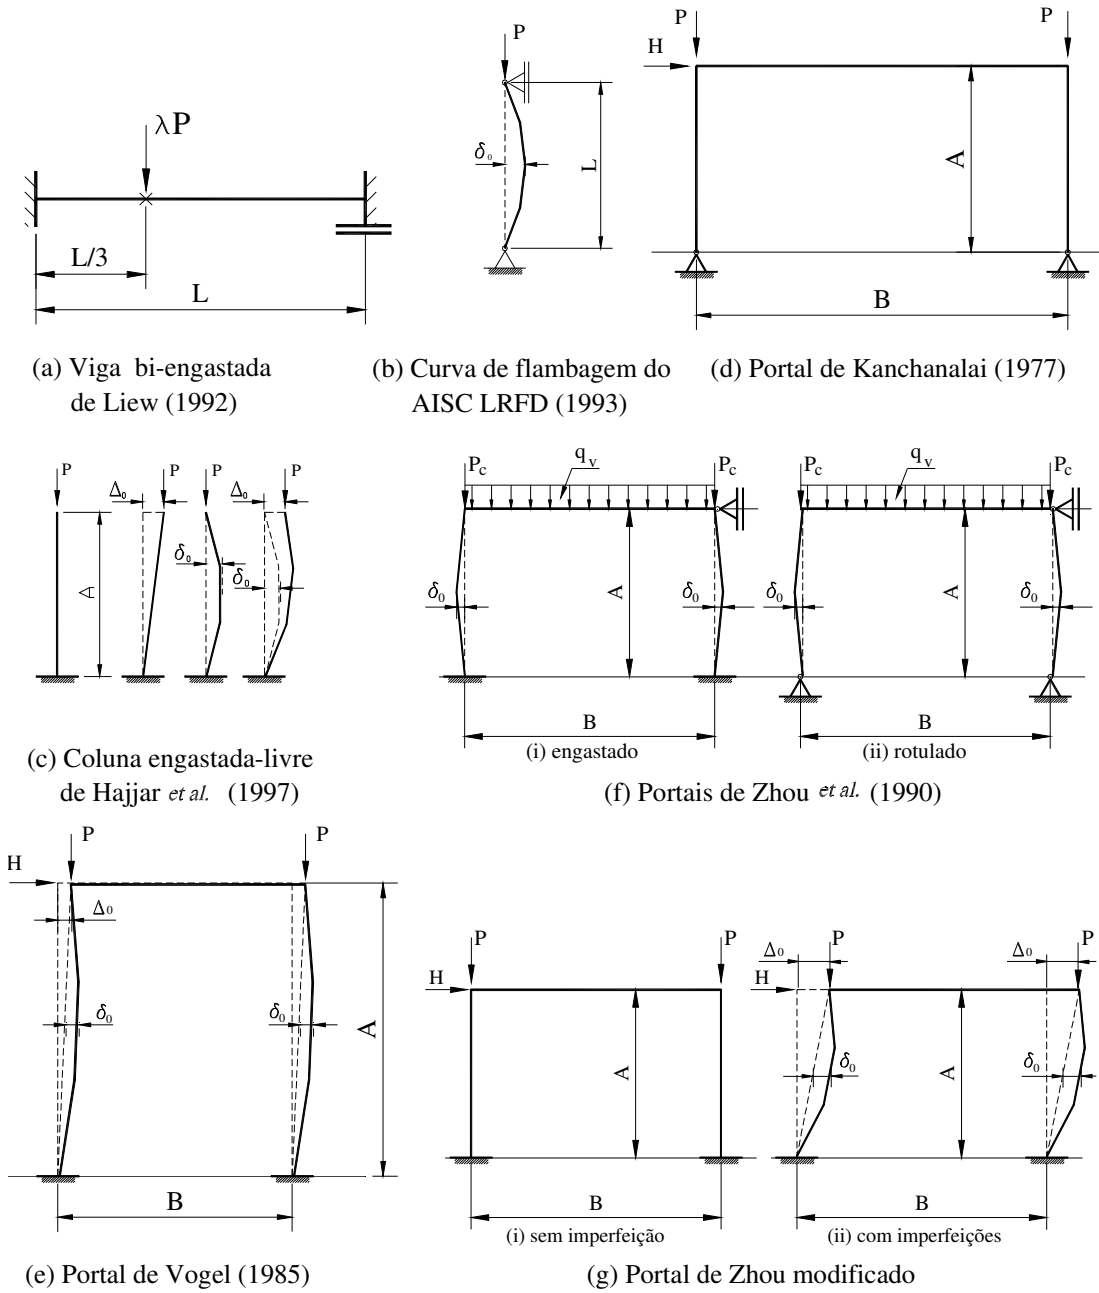 λP
L/3
L
(a) Viga bi-engastada
de Liew (1992)
P
δ₀
L
(b) Curva de flambagem do
AISC LRFD (1993)
P
P
H
A
B
(d) Portal de Kanchanalai (1977)
P
A
Δ₀
P
P
δ₀
Δ₀
P
δ₀
(c) Coluna engastada-livre
de Hajjar et al. (1997)
P_c
q_v
P_c
δ₀
A
δ₀
B
(i) engastado
P_c
q_v
P_c
δ₀
A
δ₀
B
(ii) rotulado
(f) Portais de Zhou et al. (1990)
P
P
H
Δ₀
δ₀
δ₀
A
B
(e) Portal de Vogel (1985)
P
P
H
A
B
(i) sem imperfeição
Δ₀
P
Δ₀
P
H
δ₀
A
δ₀
B
(ii) com imperfeições
(g) Portal de Zhou modificado